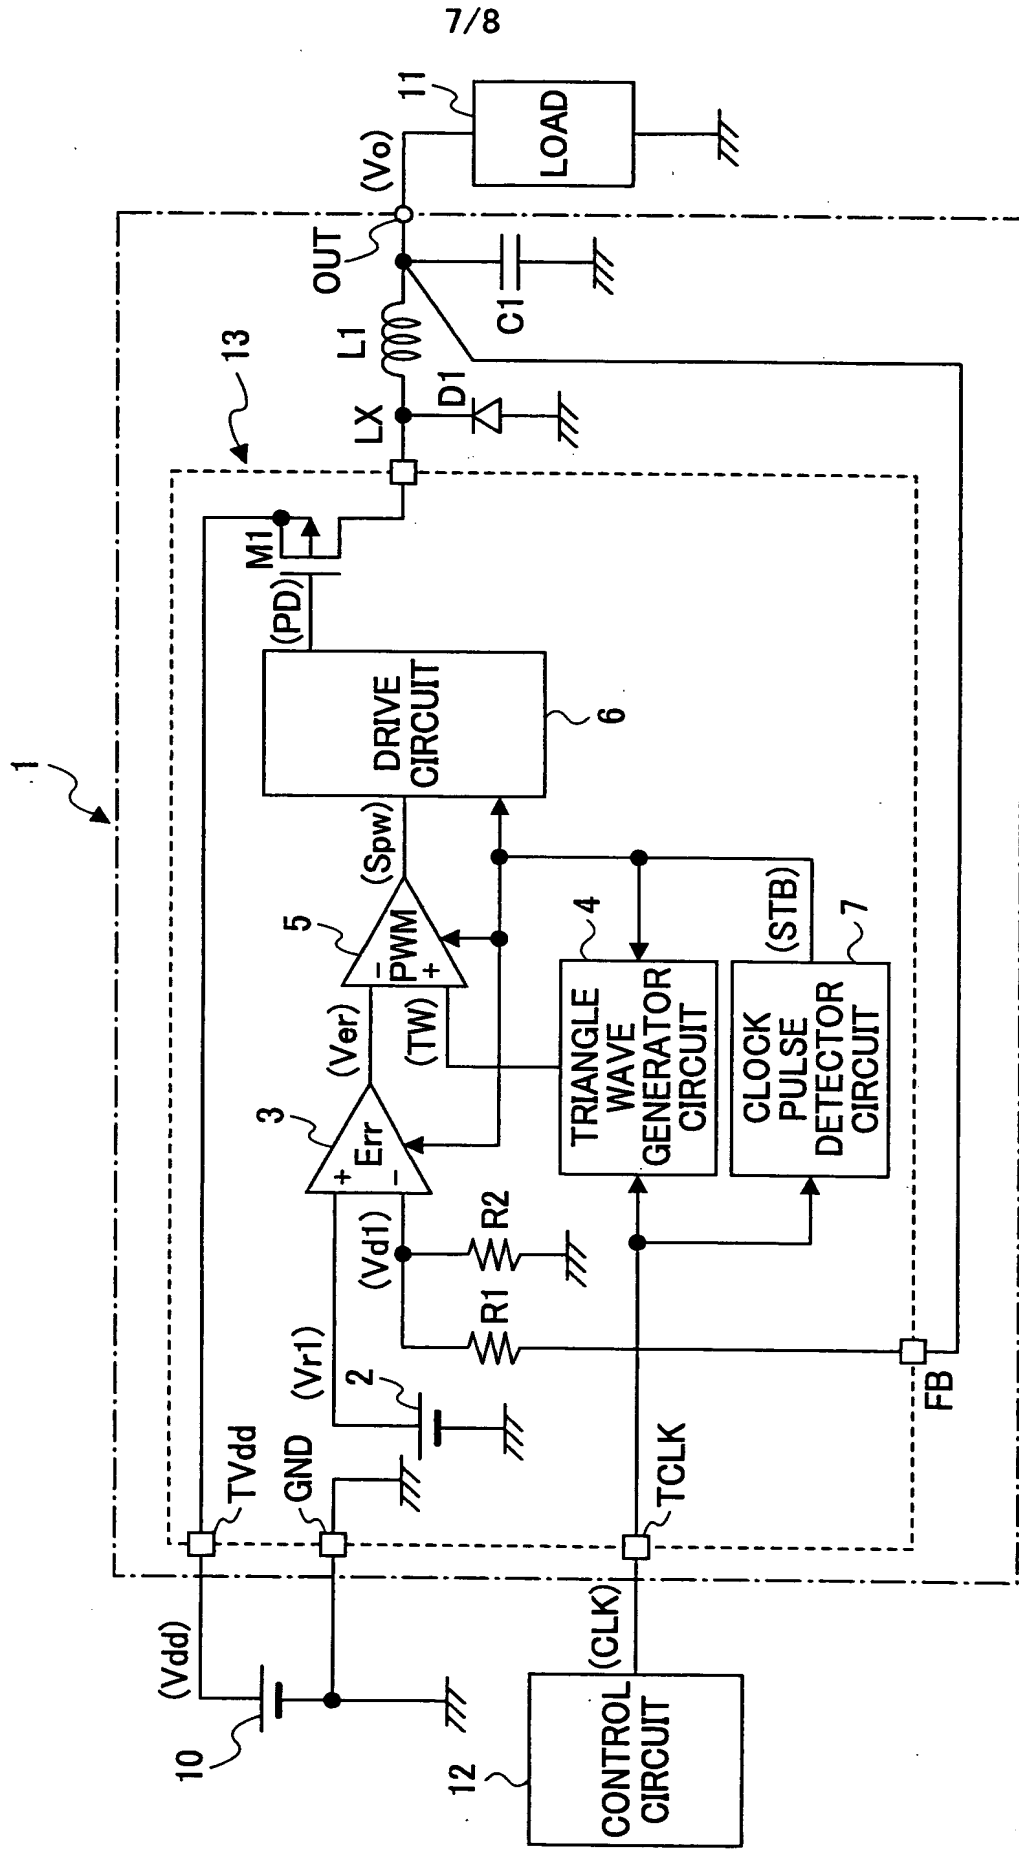 7/8
1
13
10
(Vdd)
TVdd
GND
(Vr1)
2
(Vd1)
R1
R2
3
+
Err
−
(Ver)
(TW)
5
−
PWM
+
(Spw)
DRIVE
CIRCUIT
6
(PD)
M1
LX
D1
L1
C1
OUT
(Vo)
11
LOAD
12
CONTROL
CIRCUIT
(CLK)
TCLK
FB
4
TRIANGLE
WAVE
GENERATOR
CIRCUIT
(STB)
7
CLOCK
PULSE
DETECTOR
CIRCUIT